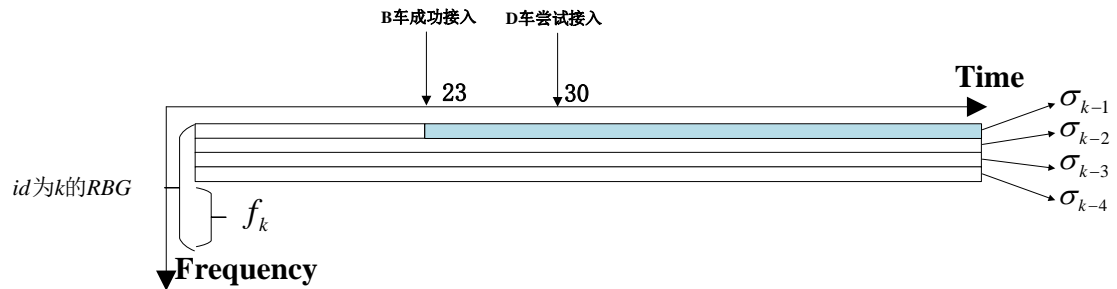 B车成功接入
D车尝试接入
23
30
Time
σ_{k-1}
σ_{k-2}
σ_{k-3}
σ_{k-4}
id为k的RBG
f_k
Frequency